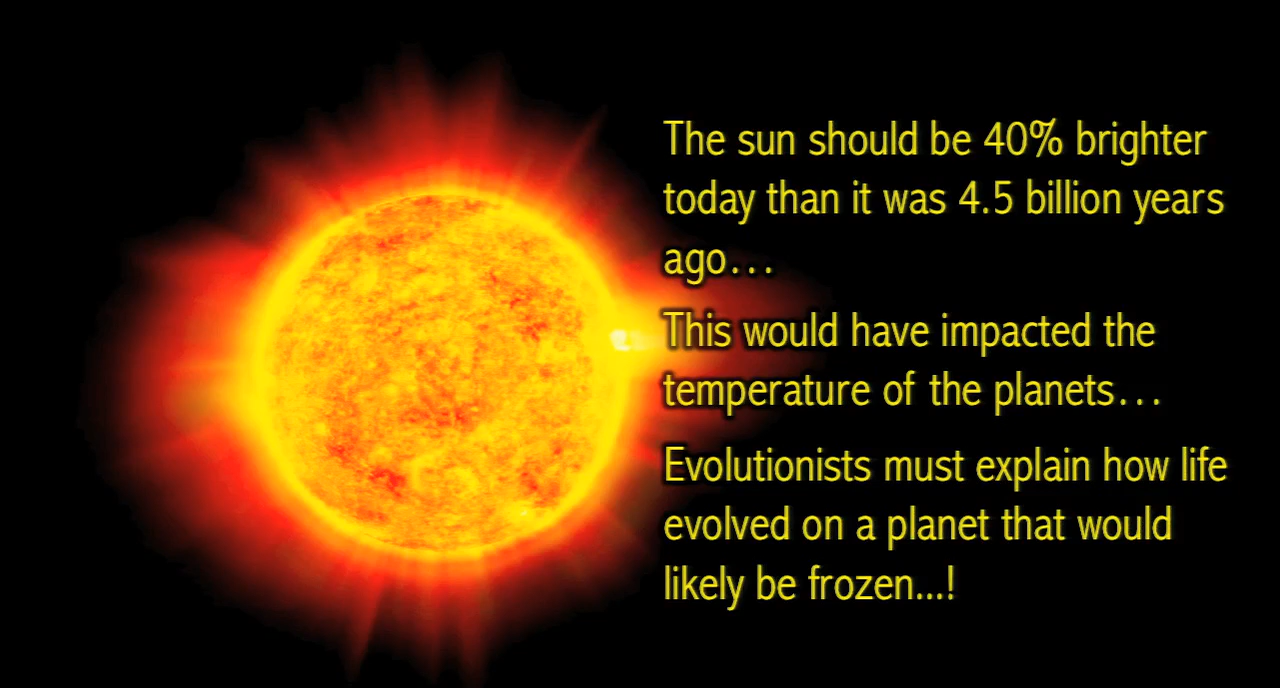 The sun should be 40% brighter
today than it was 4.5 billion years
ago…
This would have impacted the
temperature of the planets…
Evolutionists must explain how life
evolved on a planet that would
likely be frozen...!